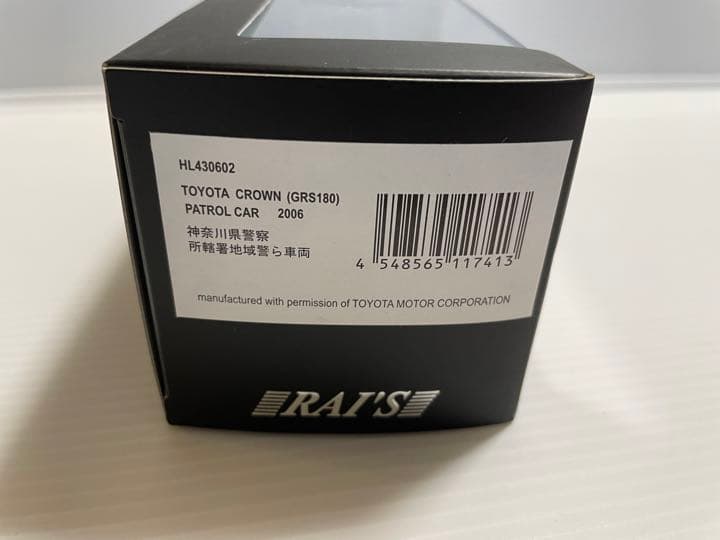 HL430602
TOYOTA CROWN (GRS180)
PATROL CAR 2006
神奈川県警察
所轄署地域警ら車両
4 548565 117413
manufactured with permission of TOYOTA MOTOR CORPORATION
RAI'S